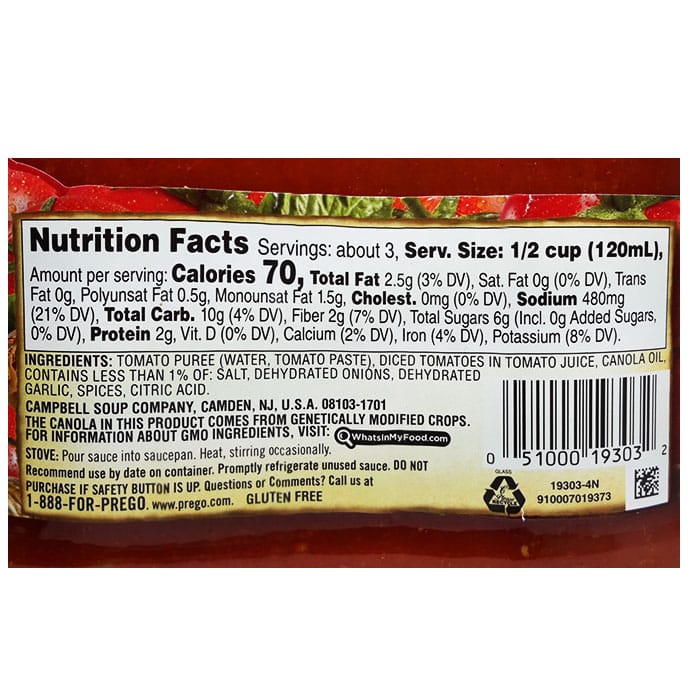 Nutrition Facts Servings: about 3, Serv. Size: 1/2 cup (120mL),
Amount per serving: Calories 70, Total Fat 2.5g (3% DV), Sat. Fat 0g (0% DV), Trans
Fat 0g, Polyunsat Fat 0.5g, Monounsat Fat 1.5g, Cholest. 0mg (0% DV), Sodium 480mg
(21% DV), Total Carb. 10g (4% DV), Fiber 2g (7% DV), Total Sugars 6g (Incl. 0g Added Sugars,
0% DV), Protein 2g, Vit. D (0% DV), Calcium (2% DV), Iron (4% DV), Potassium (8% DV).
INGREDIENTS: TOMATO PUREE (WATER, TOMATO PASTE), DICED TOMATOES IN TOMATO JUICE, CANOLA OIL,
CONTAINS LESS THAN 1% OF: SALT, DEHYDRATED ONIONS, DEHYDRATED
GARLIC, SPICES, CITRIC ACID.
CAMPBELL SOUP COMPANY, CAMDEN, NJ, U.S.A. 08103-1701
THE CANOLA IN THIS PRODUCT COMES FROM GENETICALLY MODIFIED CROPS.
FOR INFORMATION ABOUT GMO INGREDIENTS, VISIT: WhatsinMyFood.com
STOVE: Pour sauce into saucepan. Heat, stirring occasionally.
Recommend use by date on container. Promptly refrigerate unused sauce. DO NOT
PURCHASE IF SAFETY BUTTON IS UP. Questions or Comments? Call us at
1-888-FOR-PREGO. www.prego.com. GLUTEN FREE
0 51000 19303 2
GLASS
RECYCLE
19303-4N
910007019373